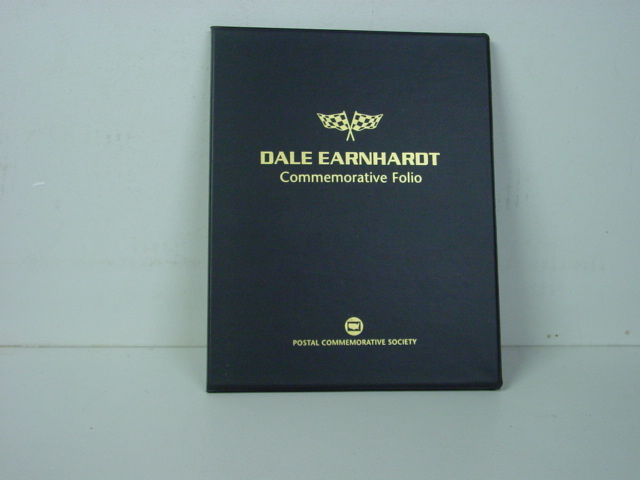 DALE EARNHARDT
Commemorative Folio
POSTAL COMMEMORATIVE SOCIETY